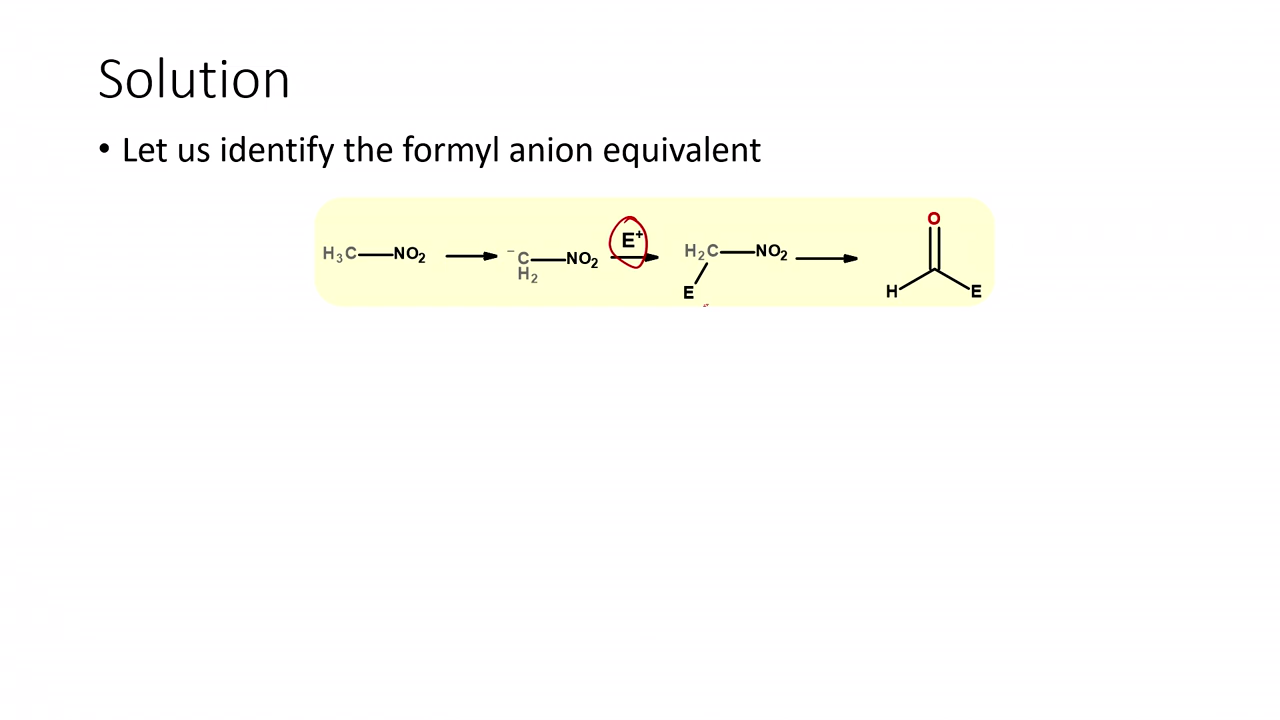 Solution
• Let us identify the formyl anion equivalent
H₃C NO₂ ⁻C H₂ NO₂ E⁺ H₂C NO₂ E O H E